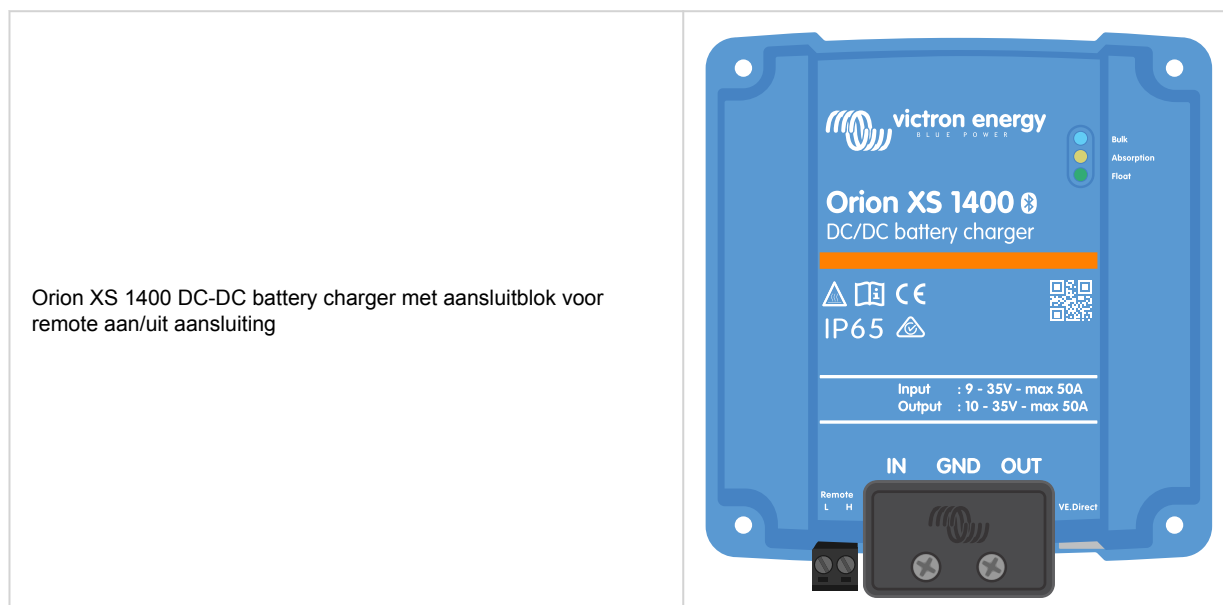 Orion XS 1400 DC-DC battery charger met aansluitblok voor
remote aan/uit aansluiting
victron energy
BLUE POWER
Bulk
Absorption
Float
Orion XS 1400
DC/DC battery charger
CE
IP65
Input : 9 - 35V - max 50A
Output : 10 - 35V - max 50A
IN GND OUT
Remote
L H
VE.Direct